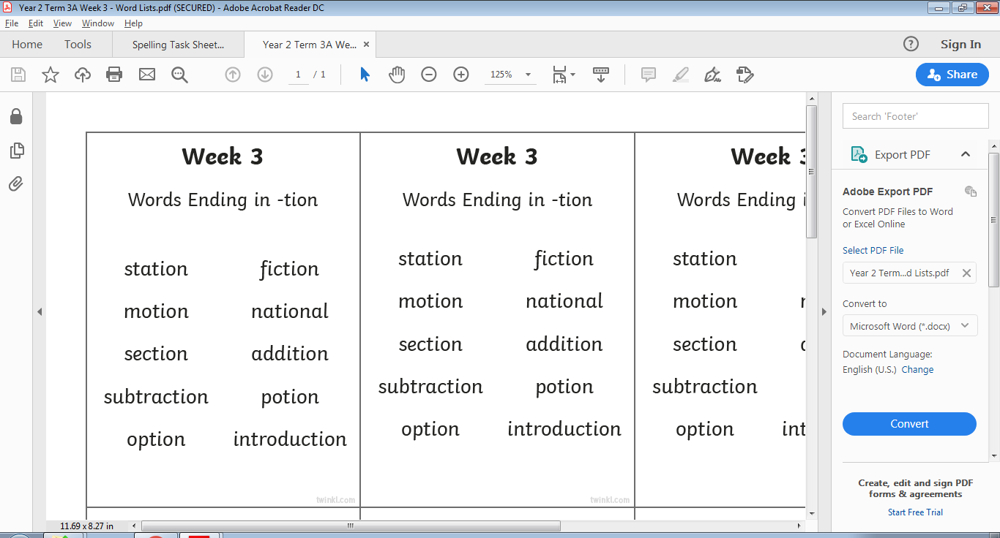 Year 2 Term 3A Week 3 - Word Lists.pdf (SECURED) - Adobe Acrobat Reader DC
File Edit View Window Help
Home Tools Spelling Task Sheet... Year 2 Term 3A We... × ? Sign In
1 / 1 125% Share
Search 'Footer'
Export PDF
Adobe Export PDF
Convert PDF Files to Word
or Excel Online
Select PDF File
Year 2 Term...d Lists.pdf
Convert to
Microsoft Word (*.docx)
Document Language:
English (U.S.) Change
Convert
Create, edit and sign PDF
forms & agreements
Start Free Trial
Week 3
Words Ending in -tion
station fiction
motion national
section addition
subtraction potion
option introduction
twinkl.com
Week 3
Words Ending in -tion
station fiction
motion national
section addition
subtraction potion
option introduction
twinkl.com
Week 3
Words Ending i
station
motion
section
subtraction
option int
11.69 x 8.27 in